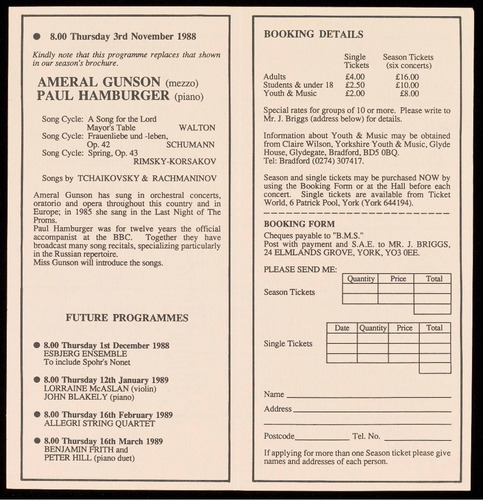 ● 8.00 Thursday 3rd November 1988
Kindly note that this programme replaces that shown
in our season's brochure.
AMERAL GUNSON (mezzo)
PAUL HAMBURGER (piano)
Song Cycle: A Song for the Lord
Mayor's Table WALTON
Song Cycle: Frauenliebe und -leben,
Op. 42 SCHUMANN
Song Cycle: Spring, Op. 43
RIMSKY-KORSAKOV
Songs by TCHAIKOVSKY & RACHMANINOV
Ameral Gunson has sung in orchestral concerts,
oratorio and opera throughout this country and in
Europe; in 1985 she sang in the Last Night of The
Proms.
Paul Hamburger was for twelve years the official
accompanist at the BBC. Together they have
broadcast many song recitals, specializing particularly
in the Russian repertoire.
Miss Gunson will introduce the songs.
FUTURE PROGRAMMES
● 8.00 Thursday 1st December 1988
ESBJERG ENSEMBLE
To include Spohr's Nonet
● 8.00 Thursday 12th January 1989
LORRAINE McASLAN (violin)
JOHN BLAKELY (piano)
● 8.00 Thursday 16th February 1989
ALLEGRI STRING QUARTET
● 8.00 Thursday 16th March 1989
BENJAMIN FRITH and
PETER HILL (piano duet)
BOOKING DETAILS
Single Season Tickets
Tickets (six concerts)
Adults £4.00 £16.00
Students & under 18 £2.50 £10.00
Youth & Music £2.00 £8.00
Special rates for groups of 10 or more. Please write to
Mr. J. Briggs (address below) for details.
Information about Youth & Music may be obtained
from Claire Wilson, Yorkshire Youth & Music, Glyde
House, Glydegate, Bradford, BD5 0BQ.
Tel: Bradford (0274) 307417.
Season and single tickets may be purchased NOW by
using the Booking Form or at the Hall before each
concert. Single tickets are available from Ticket
World, 6 Patrick Pool, York (York 644194).
BOOKING FORM
Cheques payable to "B.M.S."
Post with payment and S.A.E. to MR. J. BRIGGS,
24 ELMLANDS GROVE, YORK, YO3 0EE.
PLEASE SEND ME:
Quantity Price Total
Season Tickets
Date Quantity Price Total
Single Tickets
Name
Address
Postcode Tel. No.
If applying for more than one Season ticket please give
names and addresses of each person.